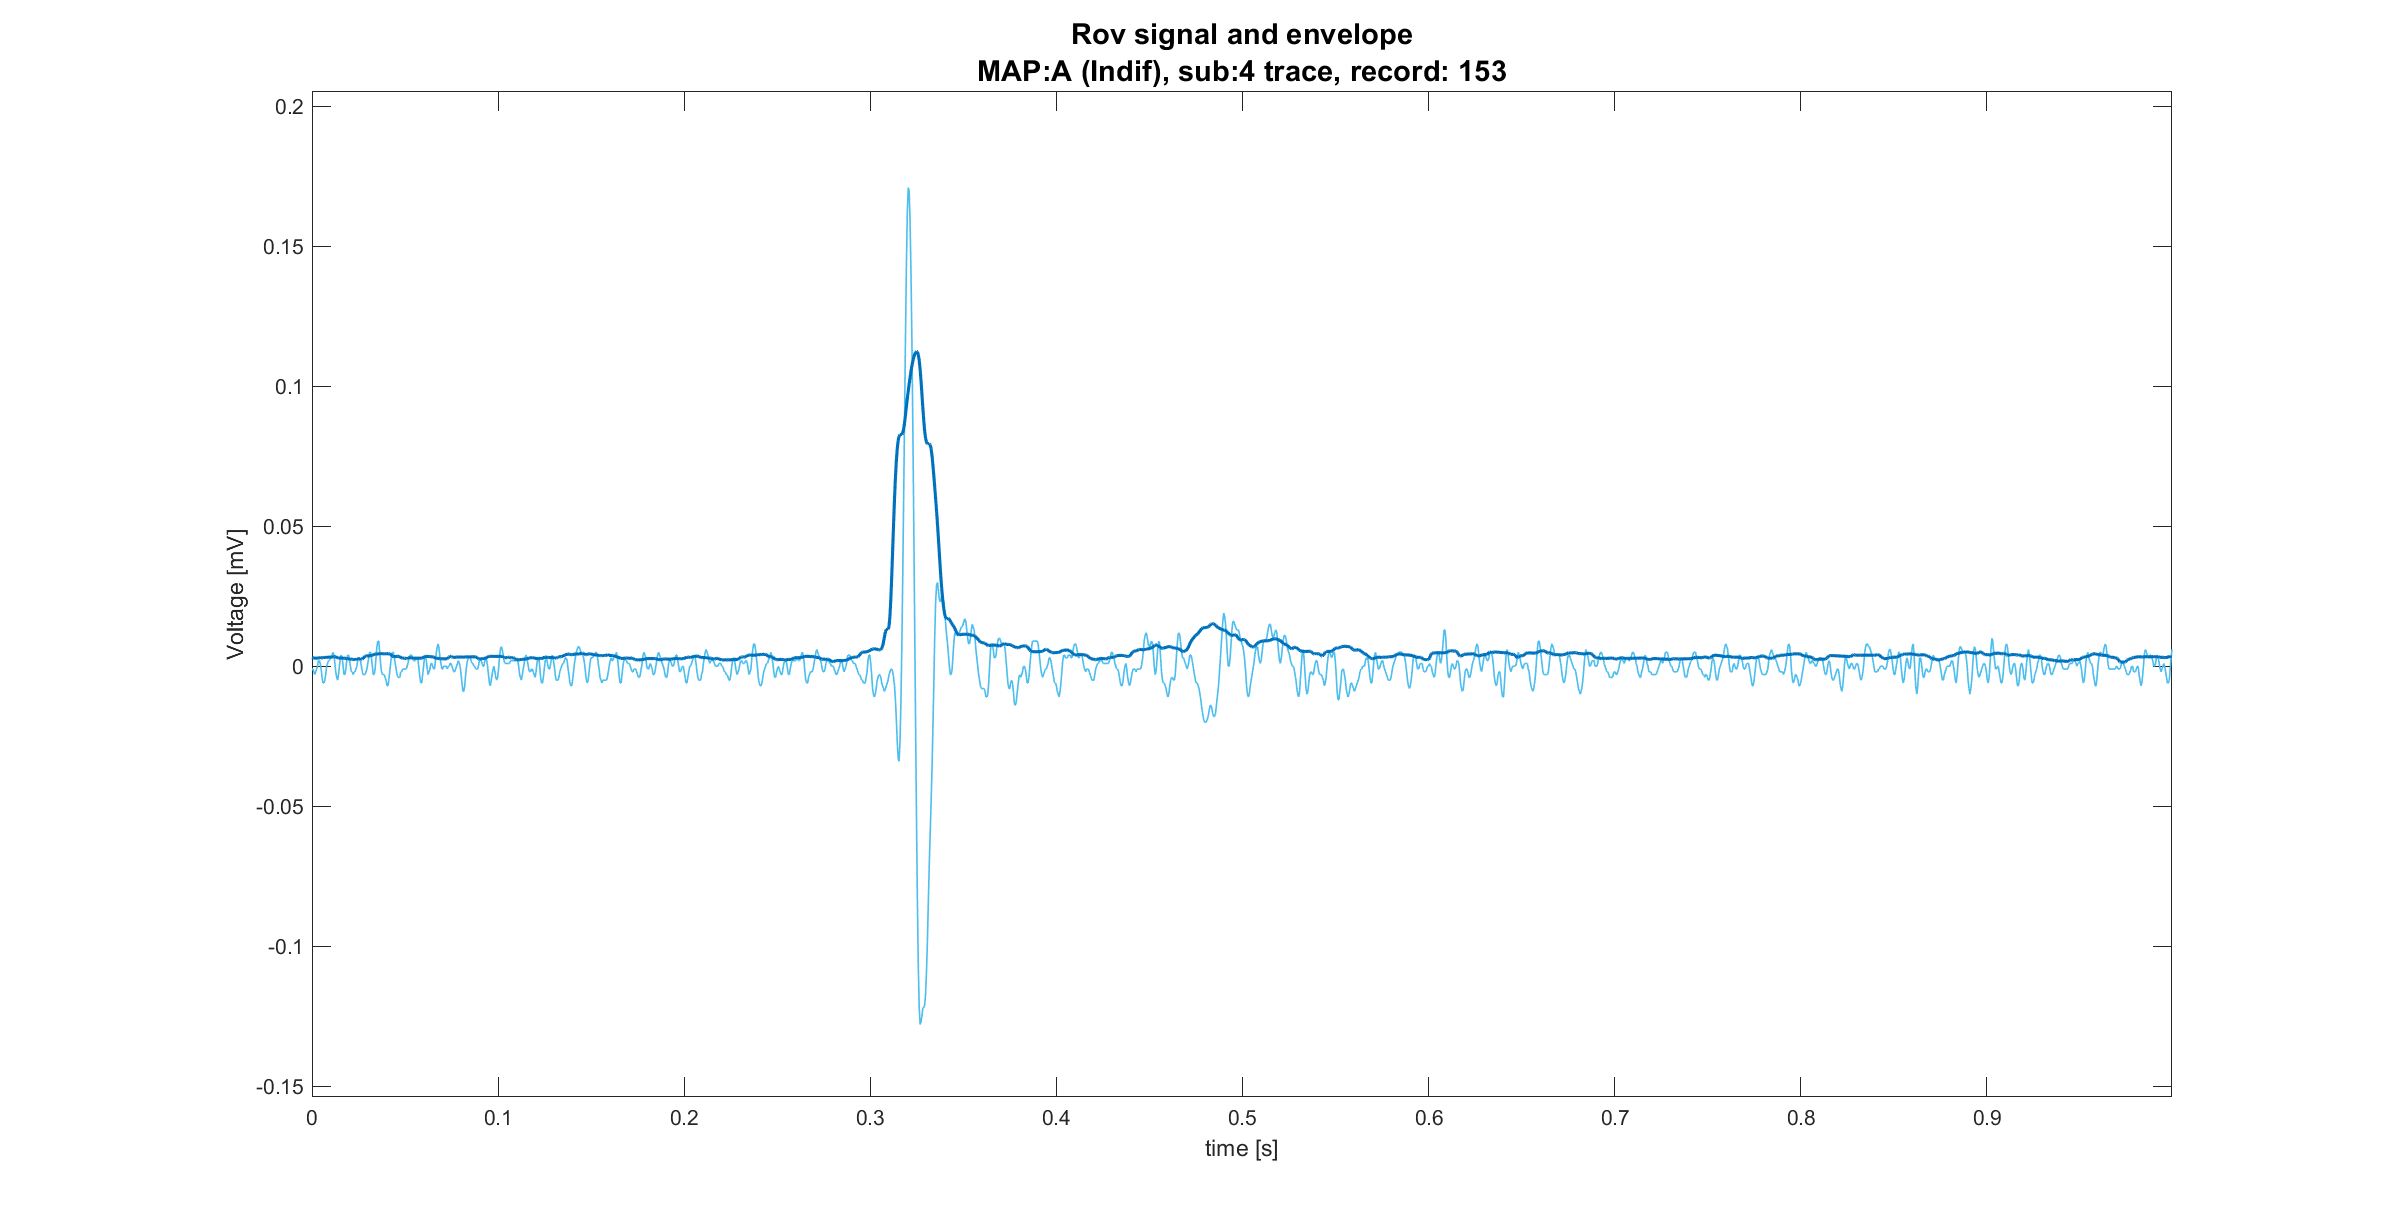 Rov signal and envelope
MAP:A (Indif), sub:4 trace, record: 153
0.2
0.15
0.1
0.05
0
-0.05
-0.1
-0.15
Voltage [mV]
0 0.1 0.2 0.3 0.4 0.5 0.6 0.7 0.8 0.9
time [s]